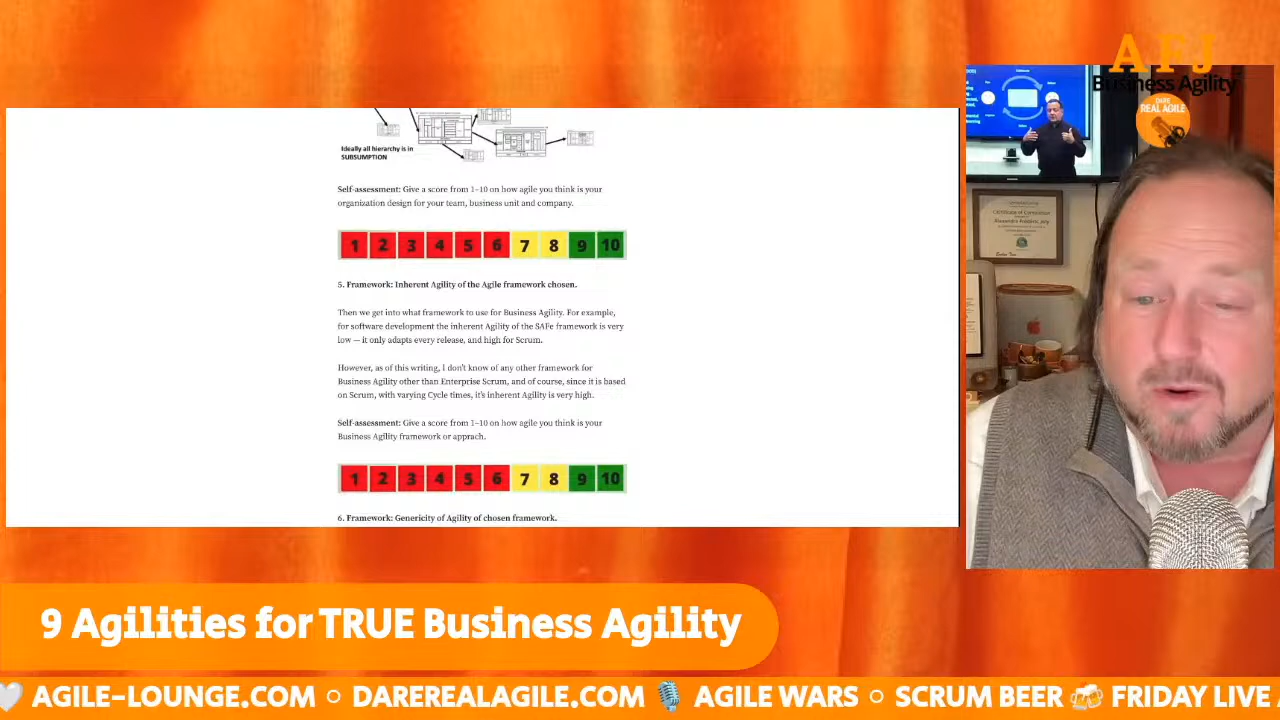 AFJ
Business Agility
DARE
REAL AGILE
Ideally all hierarchy is in
SUBSUMPTION
Self-assessment: Give a score from 1–10 on how agile you think is your
organization design for your team, business unit and company.
1 2 3 4 5 6 7 8 9 10
5. Framework: Inherent Agility of the Agile framework chosen.
Then we get into what framework to use for Business Agility. For example,
for software development the inherent Agility of the SAFe framework is very
low — it only adapts every release, and high for Scrum.
However, as of this writing, I don't know of any other framework for
Business Agility other than Enterprise Scrum, and of course, since it is based
on Scrum, with varying Cycle times, it's inherent Agility is very high.
Self-assessment: Give a score from 1–10 on how agile you think is your
Business Agility framework or apprach.
1 2 3 4 5 6 7 8 9 10
6. Framework: Genericity of Agility of chosen framework.
9 Agilities for TRUE Business Agility
🤍 AGILE-LOUNGE.COM ○ DAREREALAGILE.COM 🎙️ AGILE WARS ○ SCRUM BEER 🍻 FRIDAY LIVE